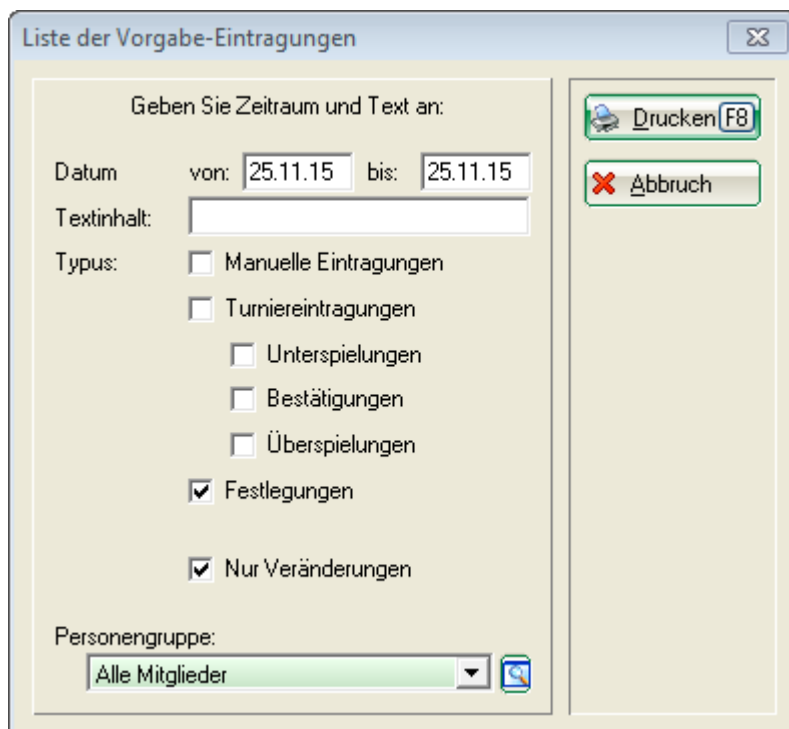 Liste der Vorgabe-Eintragungen
Geben Sie Zeitraum und Text an:
Datum von: 25.11.15 bis: 25.11.15
Textinhalt:
Typus: Manuelle Eintragungen
Turniereintragungen
Unterspielungen
Bestätigungen
Überspielungen
Festlegungen
Nur Veränderungen
Personengruppe:
Alle Mitglieder
Drucken F8
Abbruch